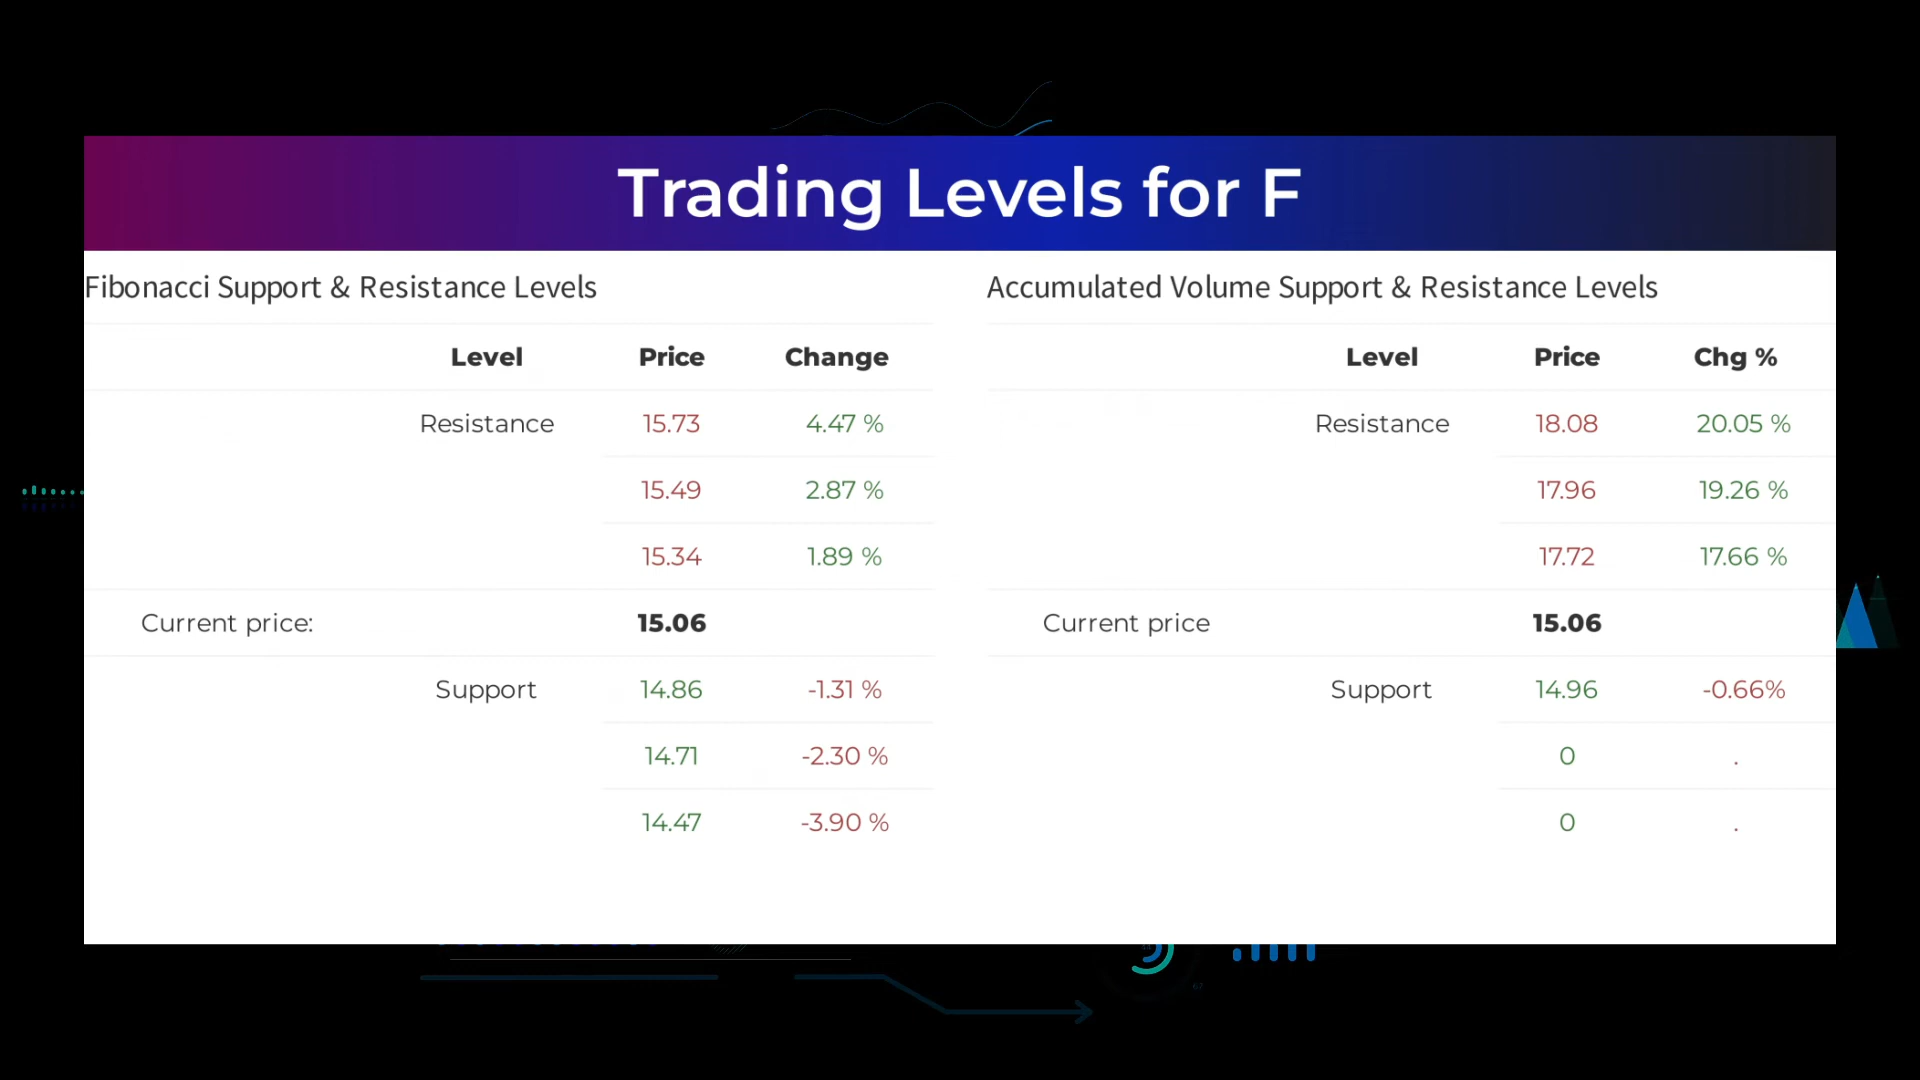 Trading Levels for F
Fibonacci Support & Resistance Levels
Level Price Change
Resistance 15.73 4.47 %
15.49 2.87 %
15.34 1.89 %
Current price: 15.06
Support 14.86 -1.31 %
14.71 -2.30 %
14.47 -3.90 %
Accumulated Volume Support & Resistance Levels
Level Price Chg %
Resistance 18.08 20.05 %
17.96 19.26 %
17.72 17.66 %
Current price 15.06
Support 14.96 -0.66%
0 .
0 .